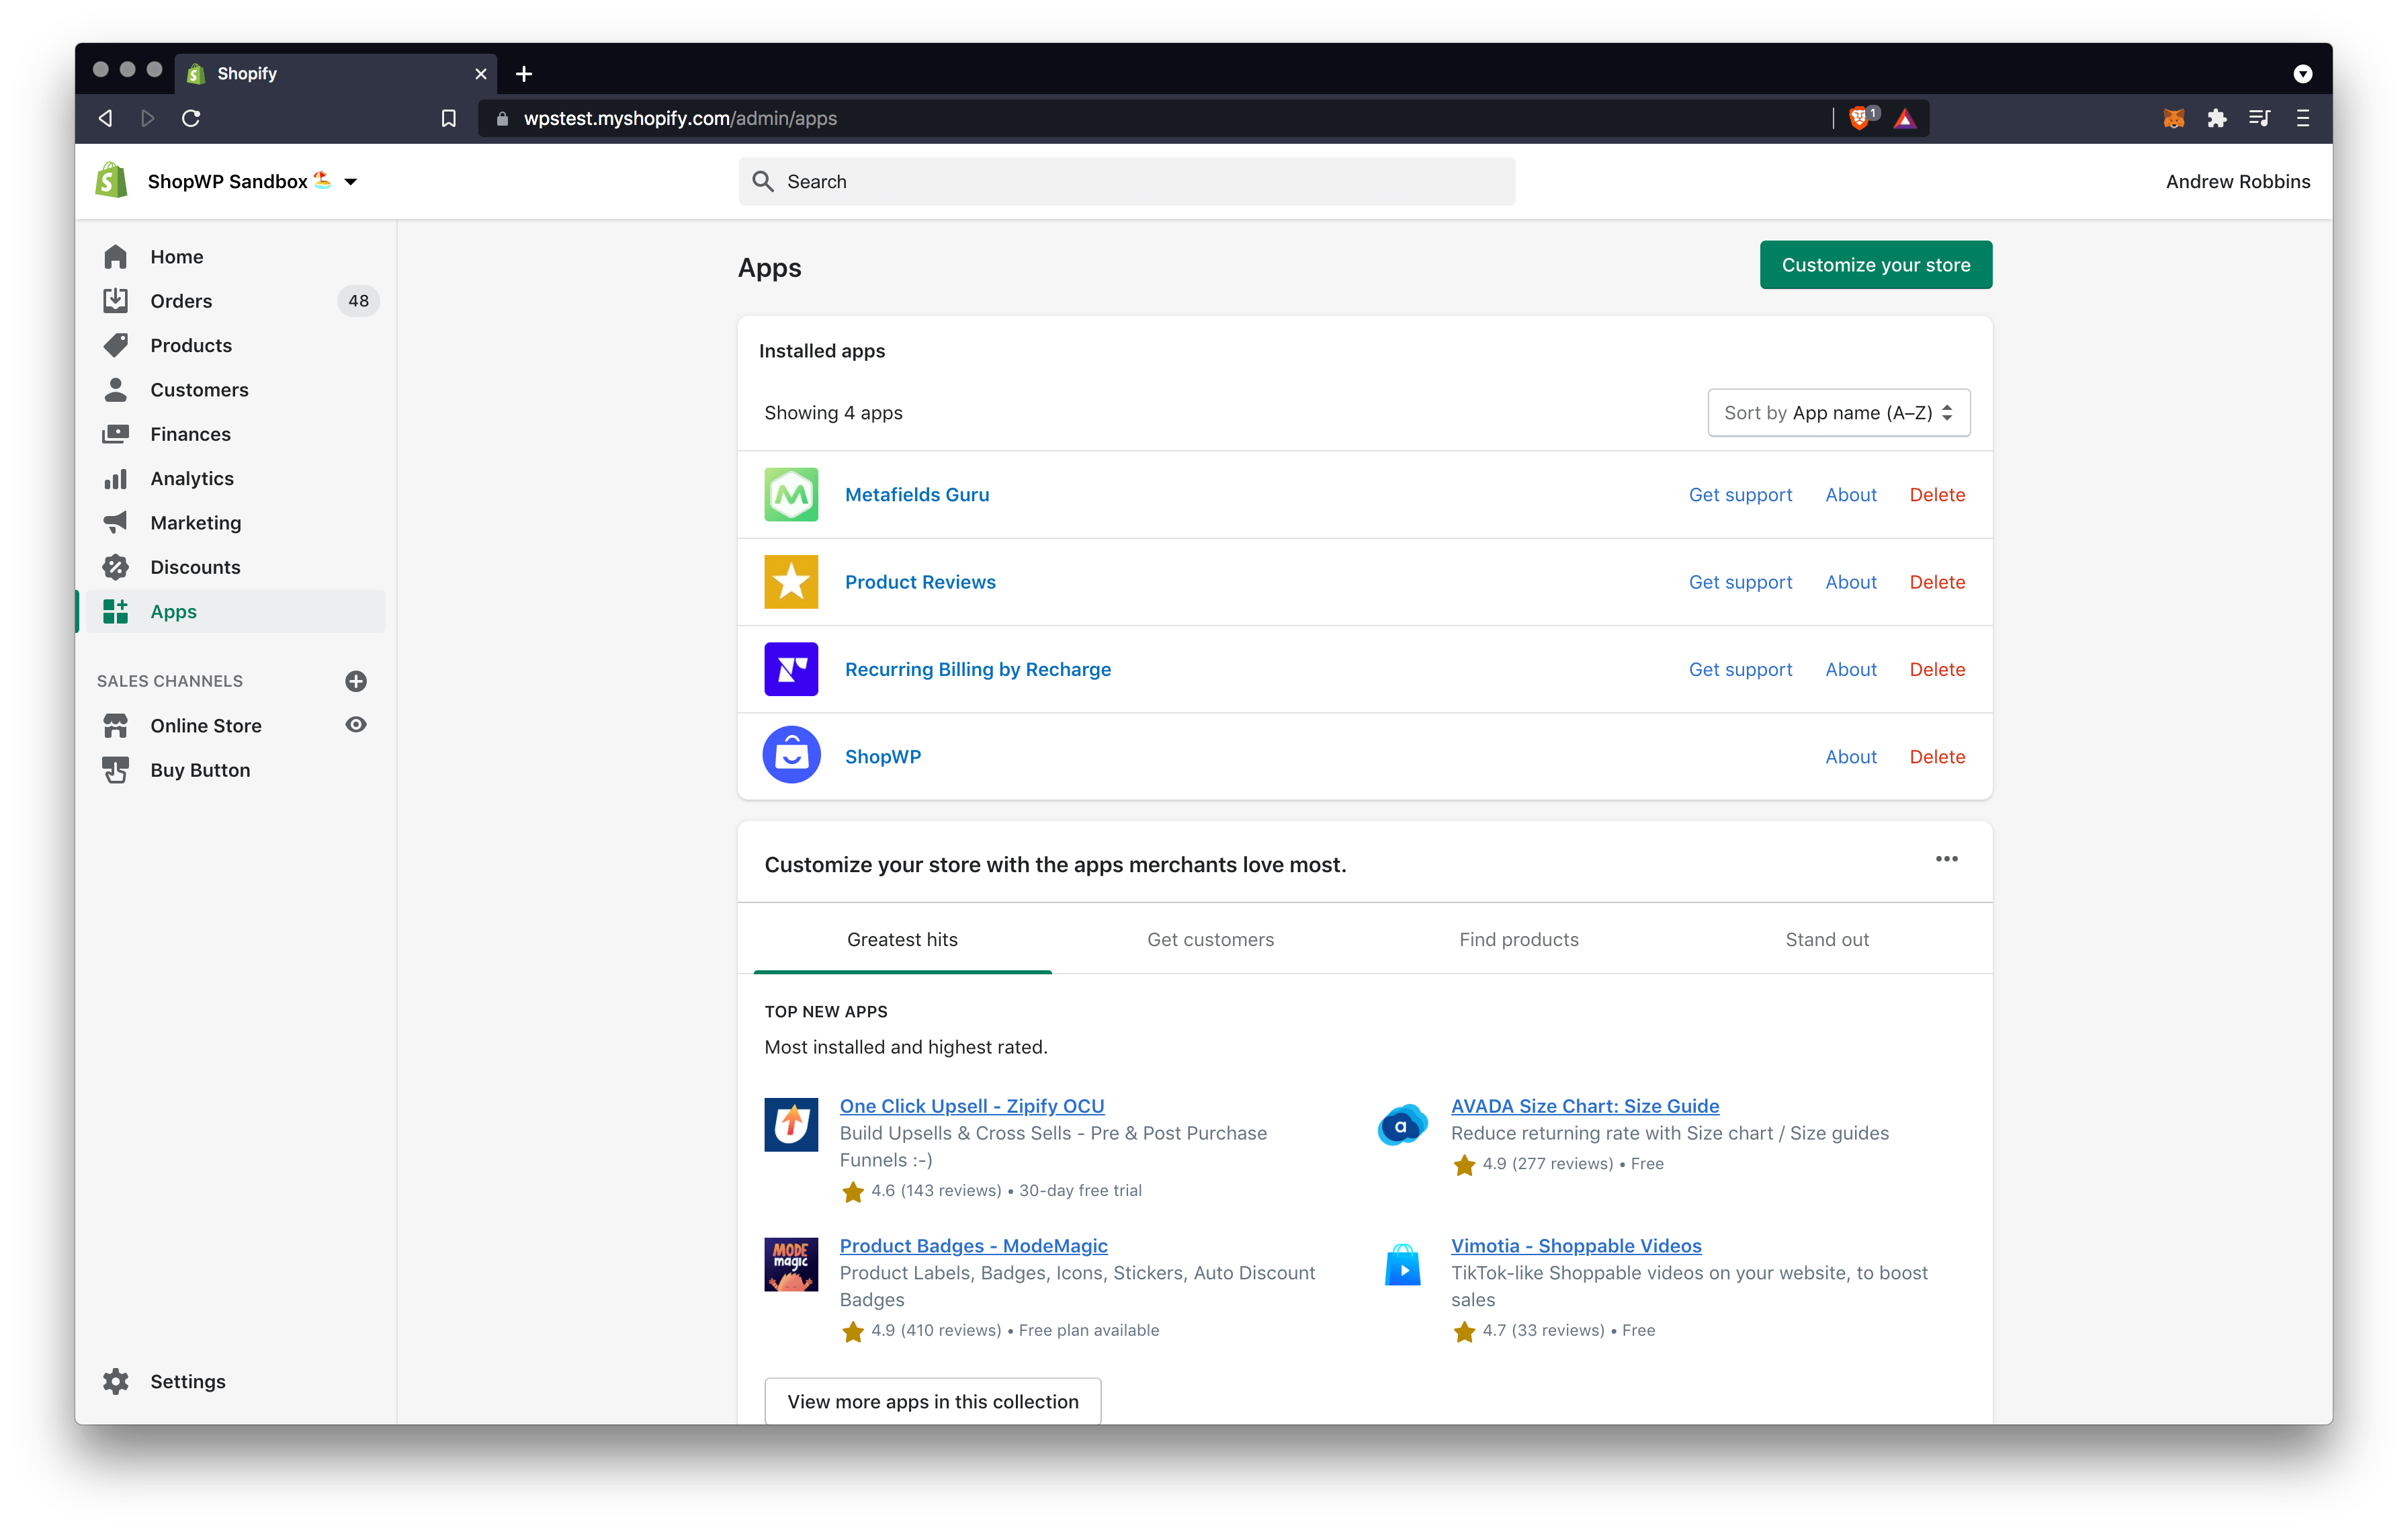 Shopify
wpstest.myshopify.com/admin/apps
1
ShopWP Sandbox
Search
Andrew Robbins
Home
Orders 48
Products
Customers
Finances
Analytics
Marketing
Discounts
Apps
SALES CHANNELS
Online Store
Buy Button
Settings
Apps
Customize your store
Installed apps
Showing 4 apps
Sort by App name (A–Z)
Metafields Guru Get support About Delete
Product Reviews Get support About Delete
Recurring Billing by Recharge Get support About Delete
ShopWP About Delete
Customize your store with the apps merchants love most.
Greatest hits Get customers Find products Stand out
TOP NEW APPS
Most installed and highest rated.
One Click Upsell - Zipify OCU
Build Upsells & Cross Sells - Pre & Post Purchase
Funnels :-)
4.6 (143 reviews) • 30-day free trial
a
AVADA Size Chart: Size Guide
Reduce returning rate with Size chart / Size guides
4.9 (277 reviews) • Free
MODE
magic
Product Badges - ModeMagic
Product Labels, Badges, Icons, Stickers, Auto Discount
Badges
4.9 (410 reviews) • Free plan available
Vimotia - Shoppable Videos
TikTok-like Shoppable videos on your website, to boost
sales
4.7 (33 reviews) • Free
View more apps in this collection